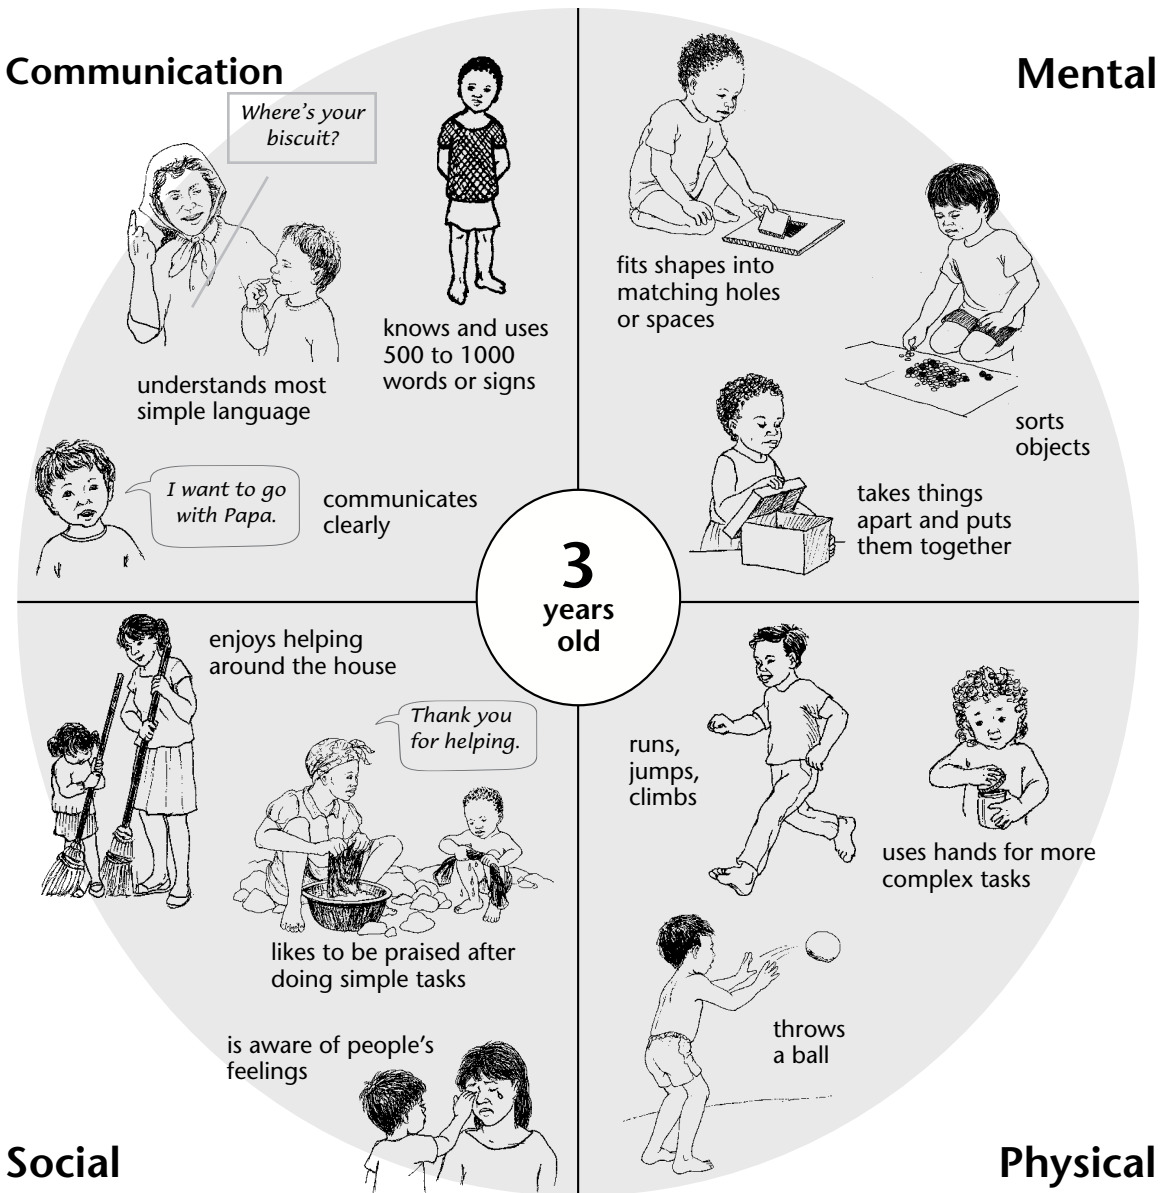 Communication
Where's your
biscuit?
understands most
simple language
knows and uses
500 to 1000
words or signs
I want to go
with Papa.
communicates
clearly
Mental
fits shapes into
matching holes
or spaces
sorts
objects
takes things
apart and puts
them together
3
years
old
enjoys helping
around the house
Thank you
for helping.
likes to be praised after
doing simple tasks
is aware of people's
feelings
Social
runs,
jumps,
climbs
uses hands for more
complex tasks
throws
a ball
Physical